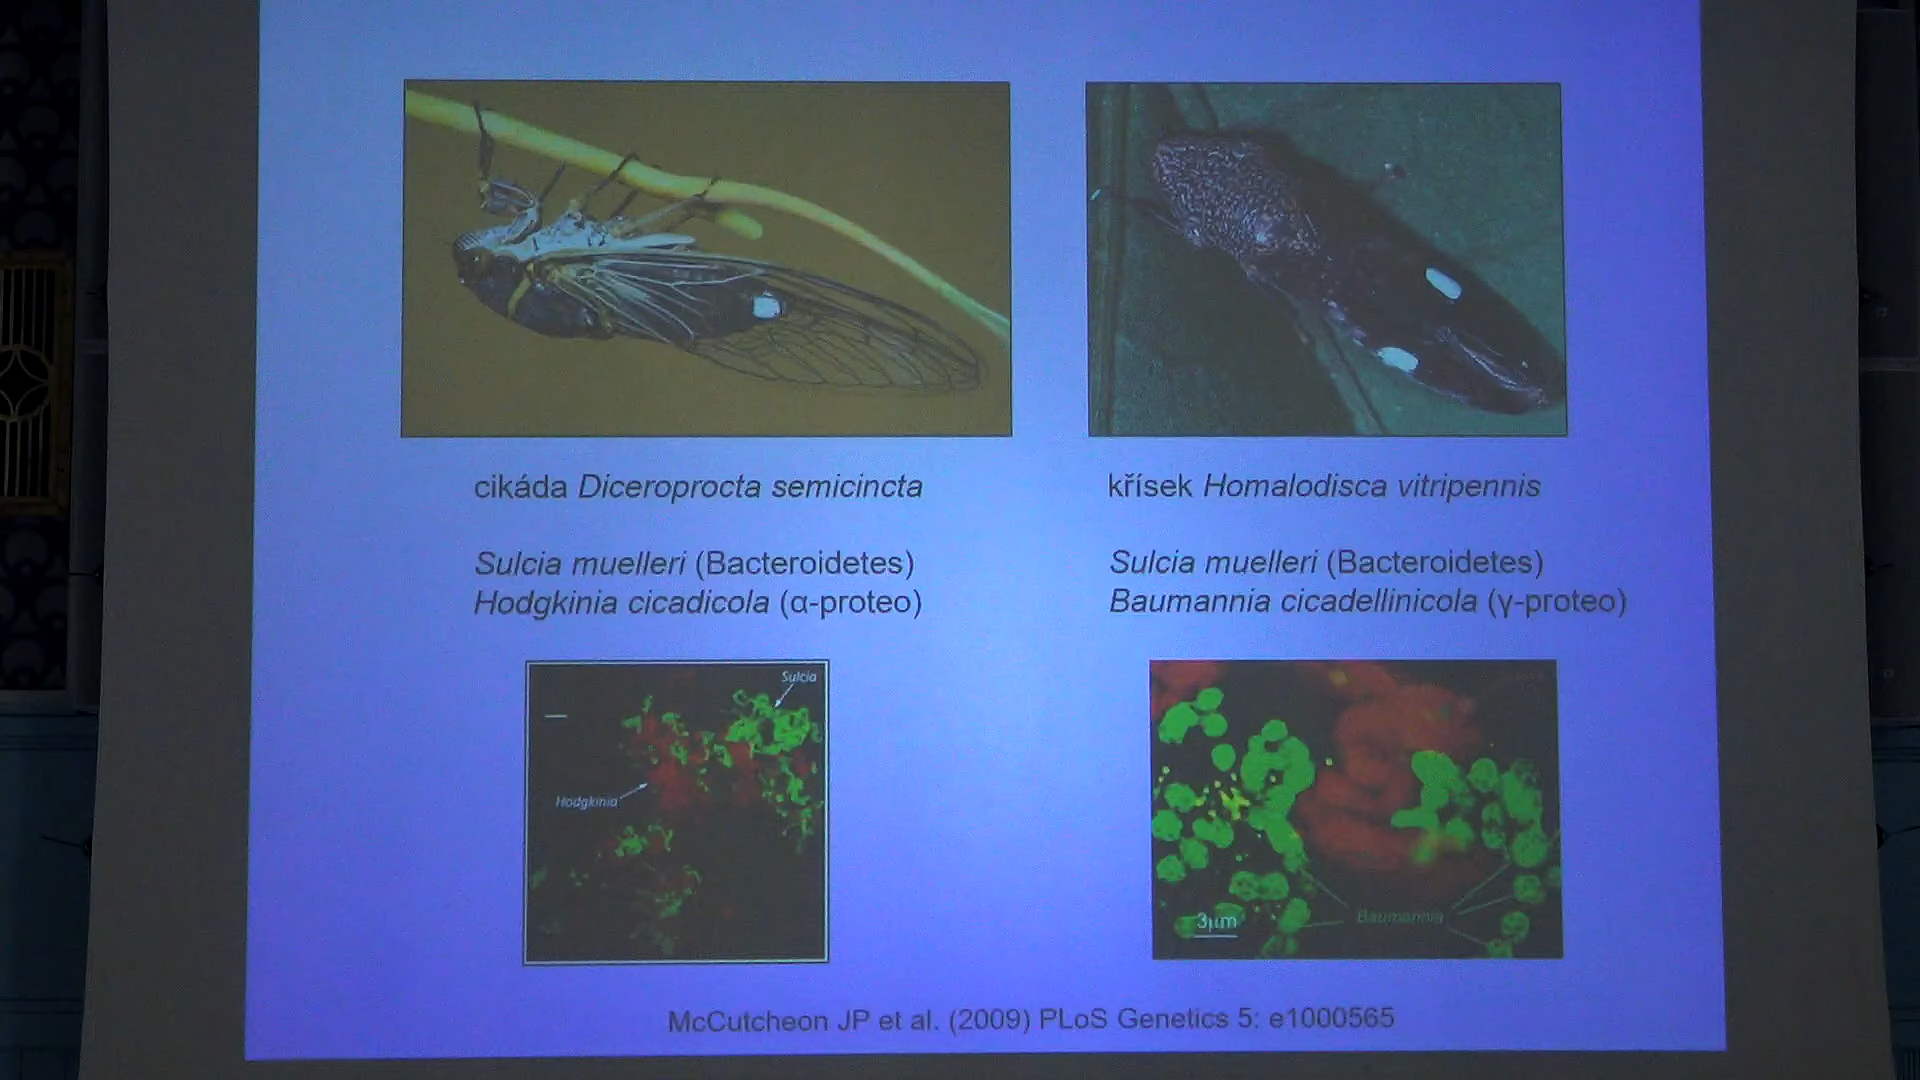 cikáda Diceroprocta semicincta
křísek Homalodisca vitripennis
Sulcia muelleri (Bacteroidetes)
Hodgkinia cicadicola (α-proteo)
Sulcia muelleri (Bacteroidetes)
Baumannia cicadellinicola (γ-proteo)
Sulcia
Hodgkinia
3μm
Baumannia
McCutcheon JP et al. (2009) PLoS Genetics 5: e1000565